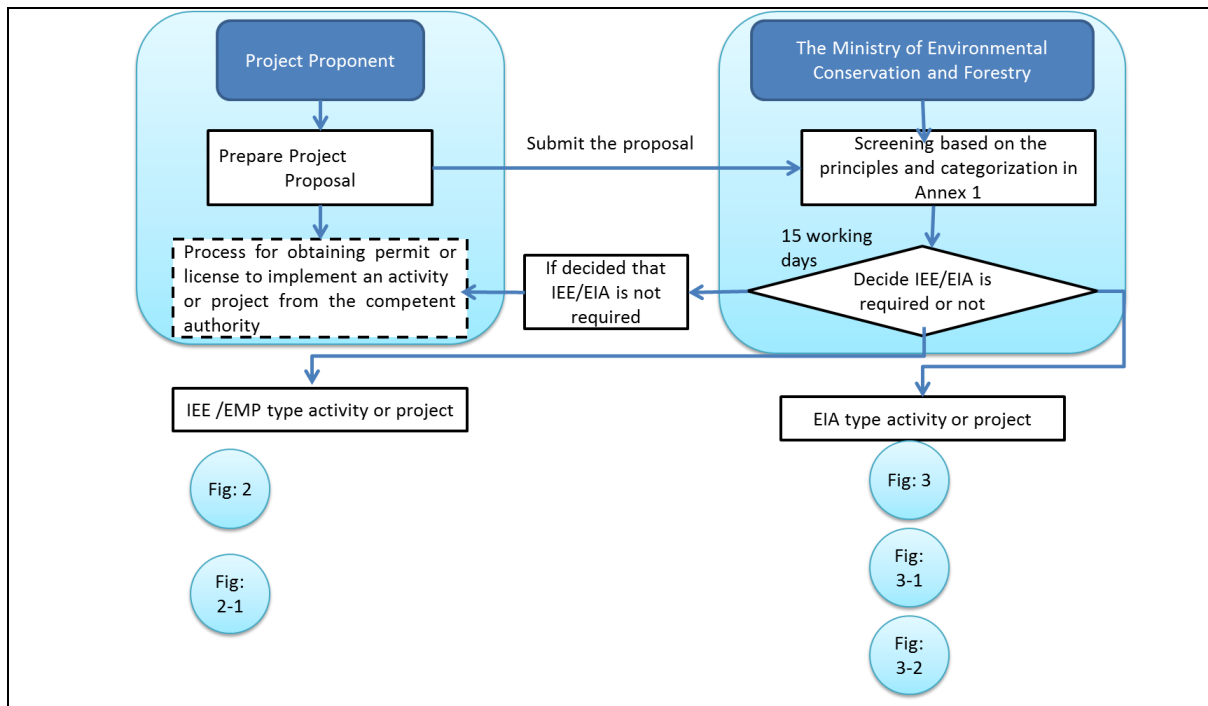 Project Proponent
The Ministry of Environmental
Conservation and Forestry
Prepare Project
Proposal
Submit the proposal
Screening based on the
principles and categorization in
Annex 1
15 working
days
Process for obtaining permit or
license to implement an activity
or project from the competent
authority
If decided that
IEE/EIA is not
required
Decide IEE/EIA is
required or not
IEE /EMP type activity or project
EIA type activity or project
Fig: 2
Fig: 3
Fig:
2-1
Fig:
3-1
Fig:
3-2